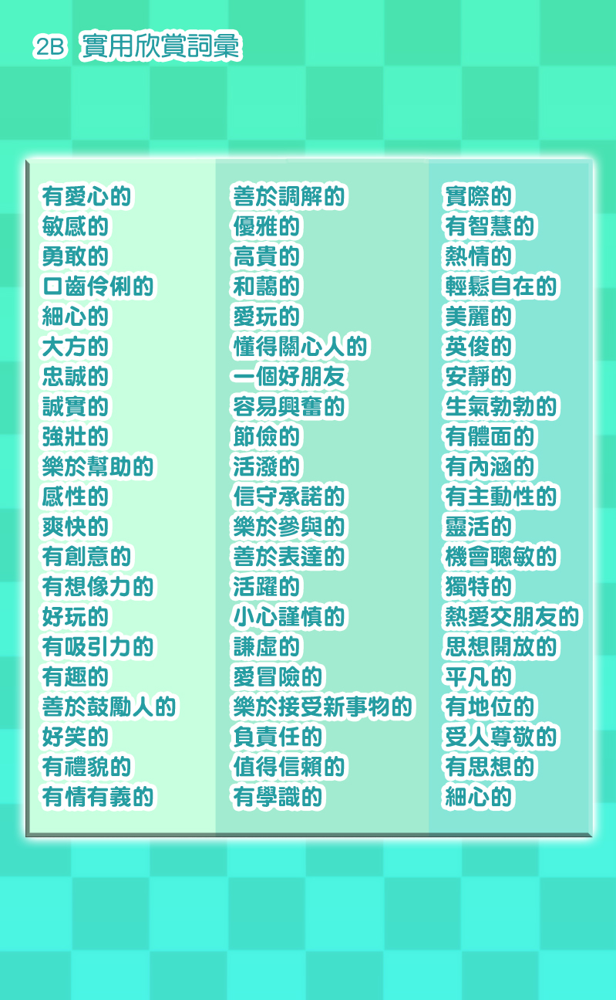 2B 實用欣賞詞彙
有愛心的
敏感的
勇敢的
口齒伶俐的
細心的
大方的
忠誠的
誠實的
強壯的
樂於幫助的
感性的
爽快的
有創意的
有想像力的
好玩的
有吸引力的
有趣的
善於鼓勵人的
好笑的
有禮貌的
有情有義的
善於調解的
優雅的
高貴的
和藹的
愛玩的
懂得關心人的
一個好朋友
容易興奮的
節儉的
活潑的
信守承諾的
樂於參與的
善於表達的
活躍的
小心謹慎的
謙虛的
愛冒險的
樂於接受新事物的
負責任的
值得信賴的
有學識的
實際的
有智慧的
熱情的
輕鬆自在的
美麗的
英俊的
安靜的
生氣勃勃的
有體面的
有內涵的
有主動性的
靈活的
機會聰敏的
獨特的
熱愛交朋友的
思想開放的
平凡的
有地位的
受人尊敬的
有思想的
細心的